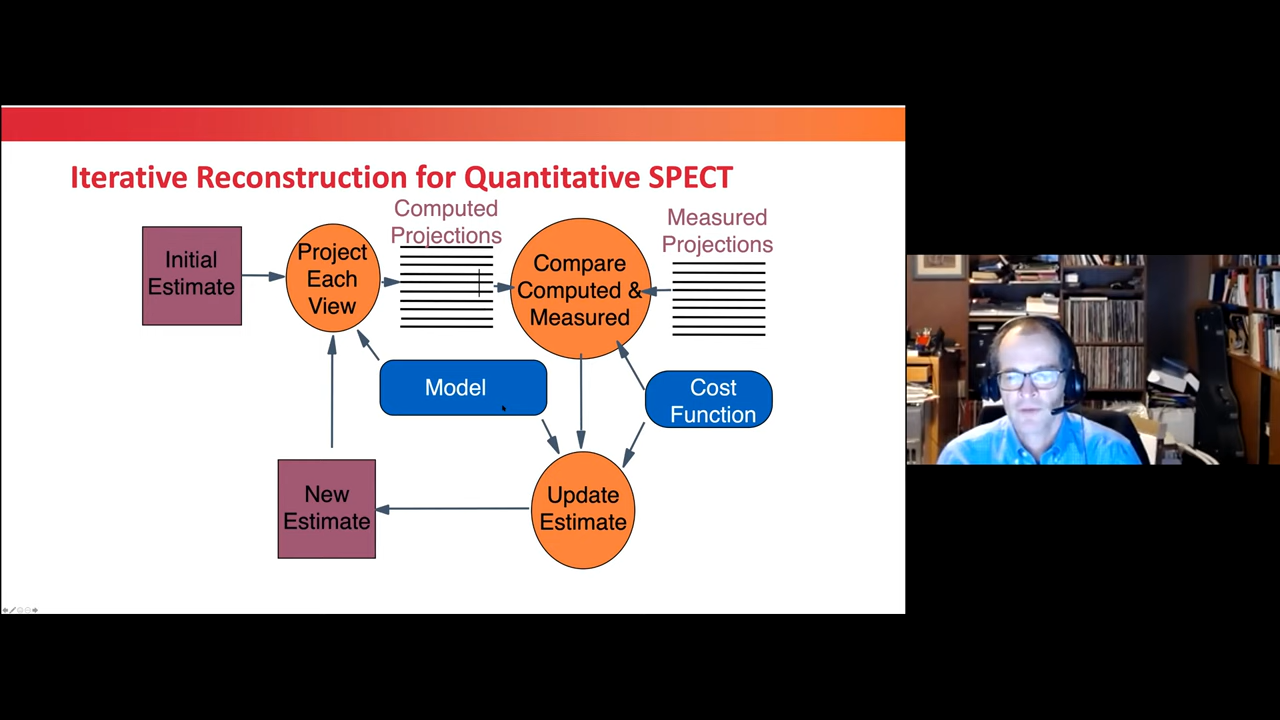 Iterative Reconstruction for Quantitative SPECT
Computed
Projections
Measured
Projections
Initial
Estimate
Project
Each
View
Compare
Computed &
Measured
Model
Cost
Function
New
Estimate
Update
Estimate